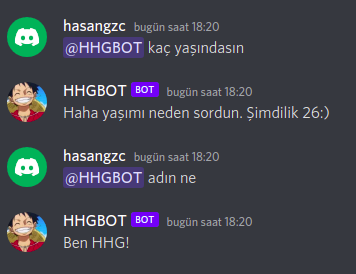 hasangzc bugün saat 18:20
@HHGBOT kaç yaşındasın
HHGBOT BOT bugün saat 18:20
Haha yaşımı neden sordun. Şimdilik 26:)
hasangzc bugün saat 18:20
@HHGBOT adın ne
HHGBOT BOT bugün saat 18:20
Ben HHG!